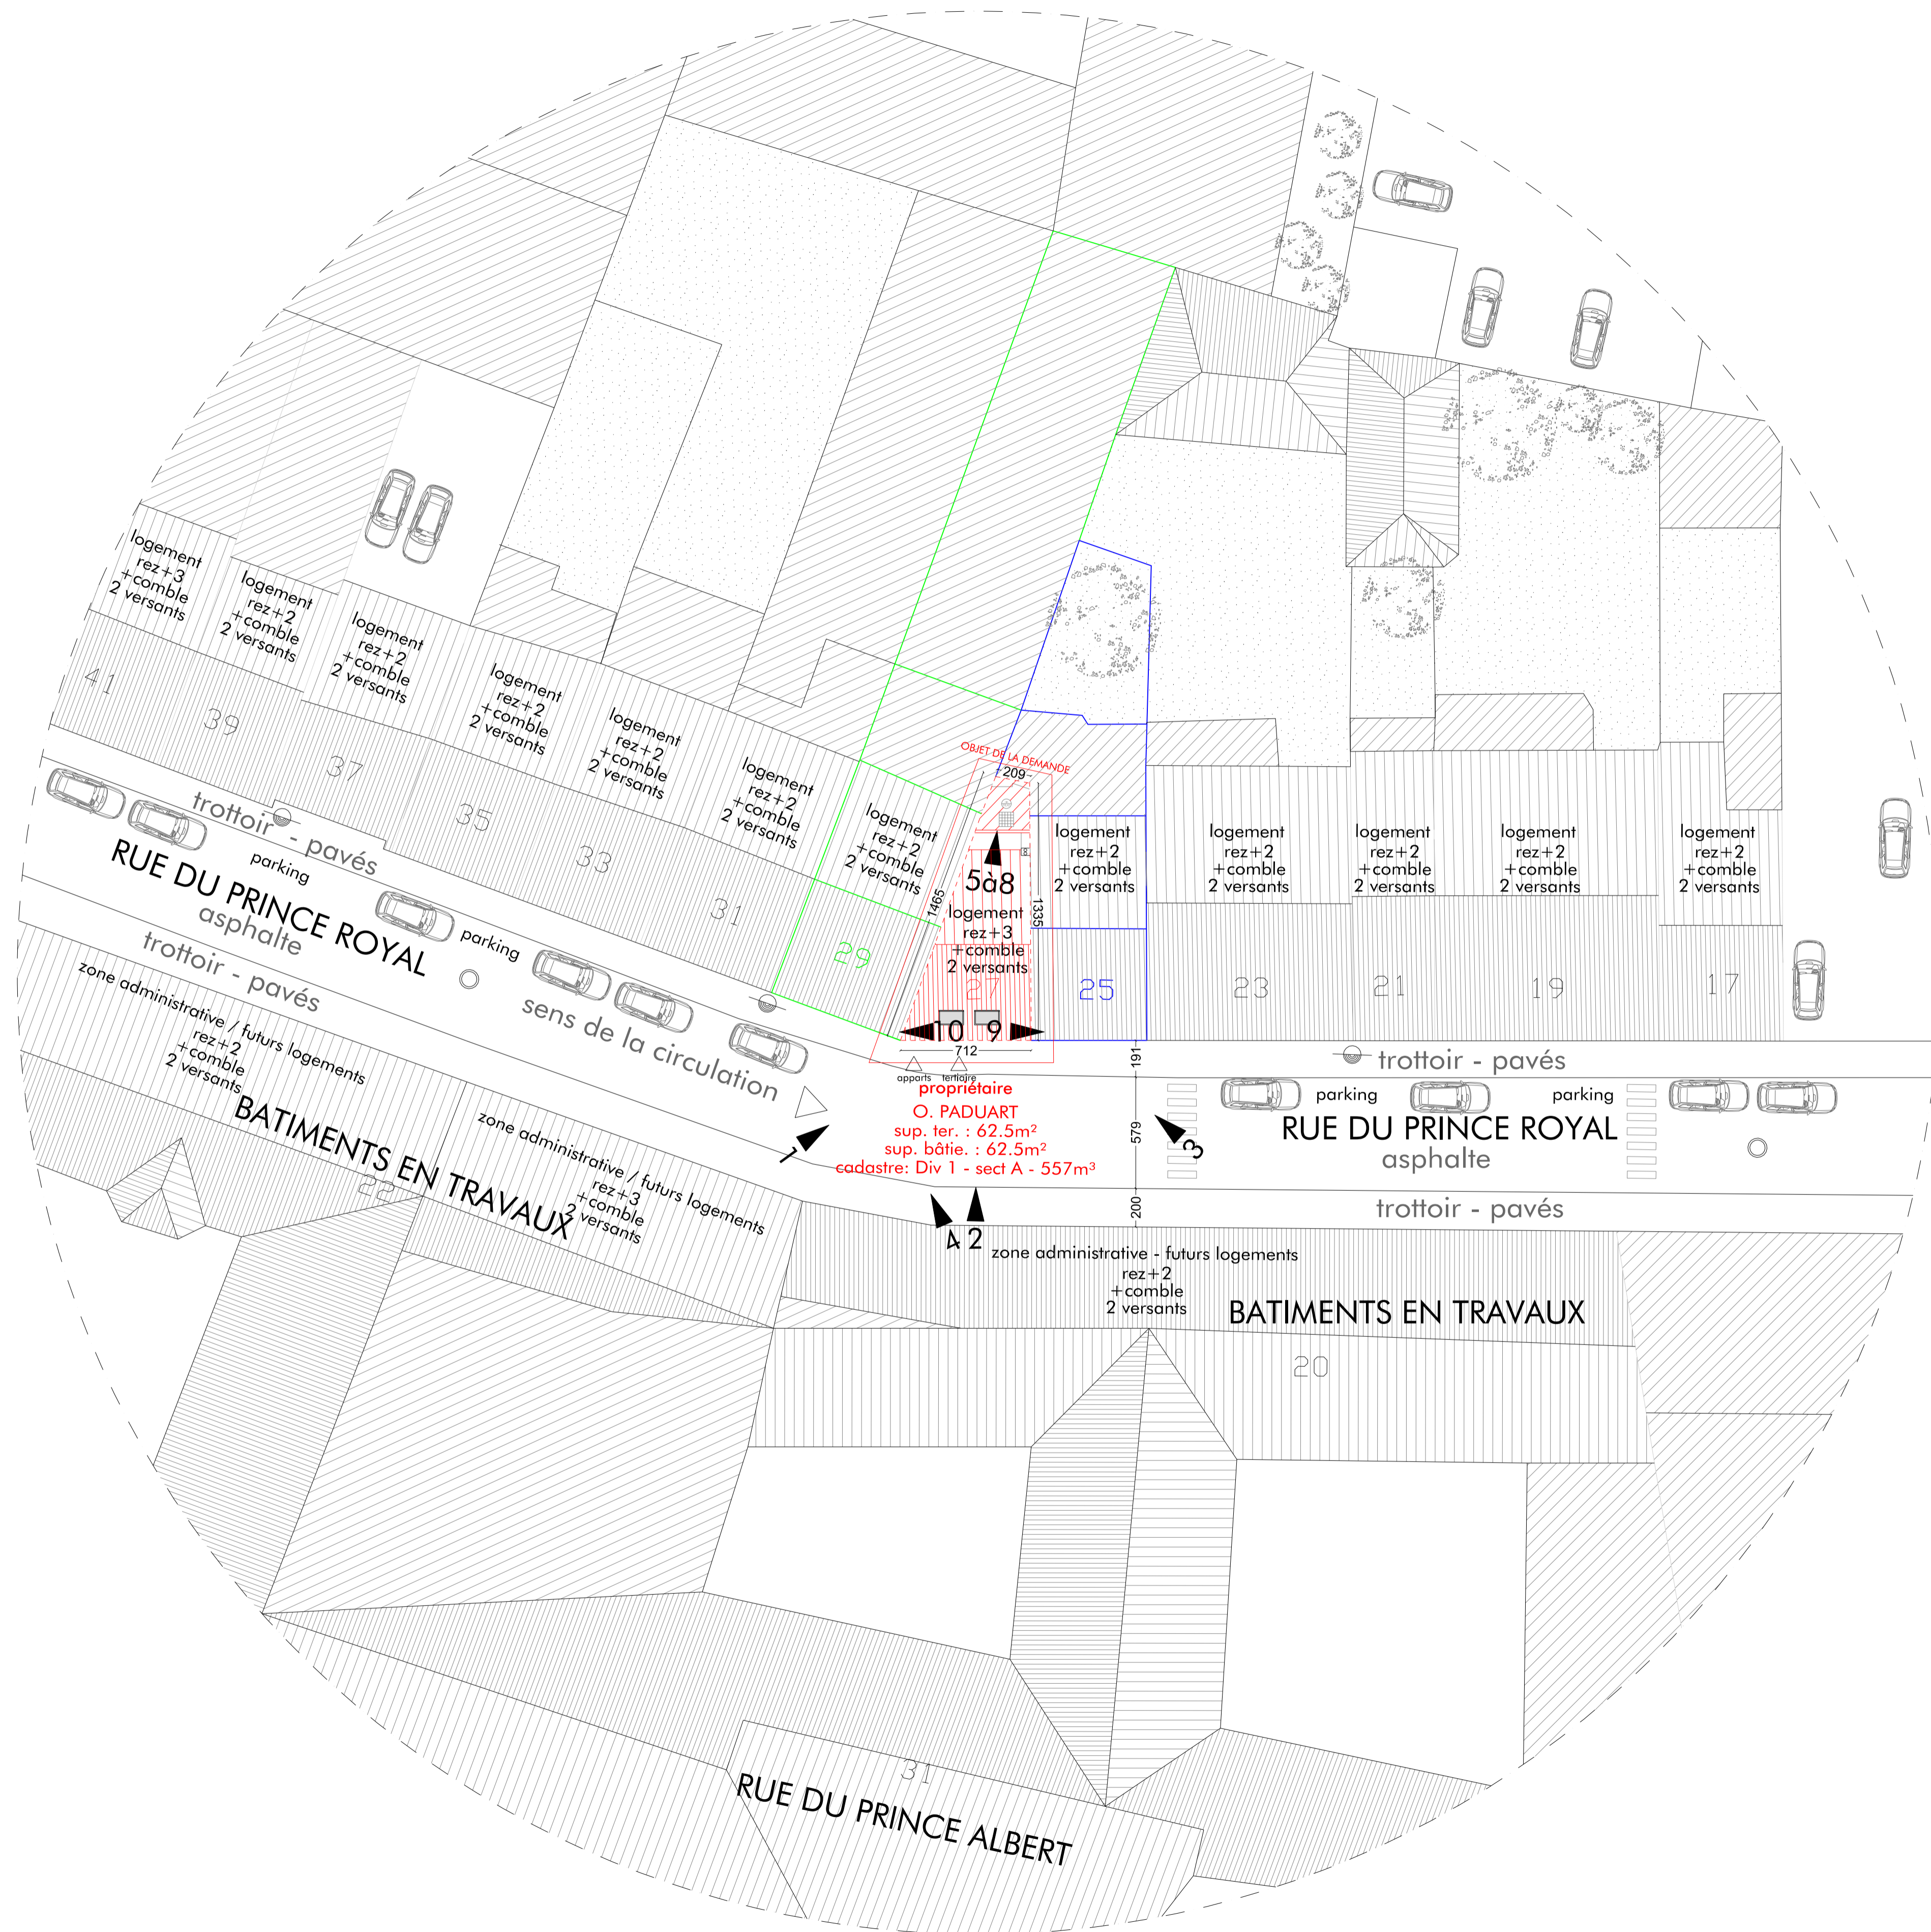 logement
rez+3
+comble
2 versants
logement
rez+2
+comble
2 versants
logement
rez+2
+comble
2 versants
logement
rez+2
+comble
2 versants
logement
rez+2
+comble
2 versants
logement
rez+2
+comble
2 versants
logement
rez+2
+comble
2 versants
41
39
37
35
33
31
29
OBJET DE LA DEMANDE
209
1465
1335
5à8
logement
rez+3
+comble
2 versants
27
10 9
712
apparts
tertiaire
logement
rez+2
+comble
2 versants
25
logement
rez+2
+comble
2 versants
23
logement
rez+2
+comble
2 versants
21
logement
rez+2
+comble
2 versants
19
logement
rez+2
+comble
2 versants
17
trottoir - pavés
parking
RUE DU PRINCE ROYAL
asphalte
parking
trottoir - pavés
sens de la circulation
propriétaire
O. PADUART
sup. ter. : 62.5m²
sup. bâtie. : 62.5m²
cadastre: Div 1 - sect A - 557m³
1
4
2
3
191
579
200
trottoir - pavés
parking
parking
RUE DU PRINCE ROYAL
asphalte
trottoir - pavés
zone administrative / futurs logements
rez+2
+comble
2 versants
BATIMENTS EN TRAVAUX
22
zone administrative / futurs logements
rez+3
+comble
2 versants
zone administrative - futurs logements
rez+2
+comble
2 versants
BATIMENTS EN TRAVAUX
20
31
RUE DU PRINCE ALBERT